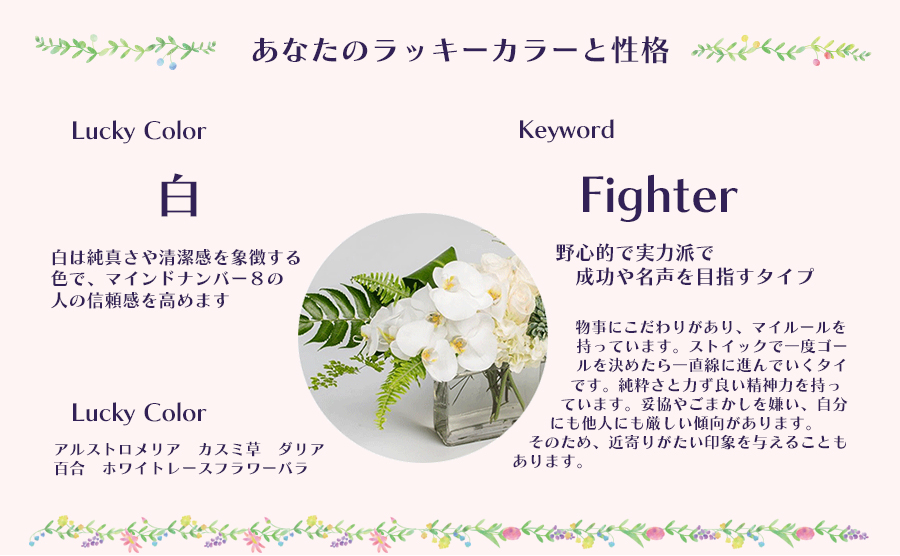 あなたのラッキーカラーと性格
Lucky Color
白
白は純真さや清潔感を象徴する
色で、マインドナンバー８の
人の信頼感を高めます
Lucky Color
アルストロメリア　カスミ草　ダリア
百合　ホワイトレースフラワーバラ
Keyword
Fighter
野心的で実力派で
成功や名声を目指すタイプ
物事にこだわりがあり、マイルールを
持っています。ストイックで一度ゴー
ルを決めたら一直線に進んでいくタイ
です。純粋さと力ず良い精神力を持っ
ています。妥協やごまかしを嫌い、自分
にも他人にも厳しい傾向があります。
そのため、近寄りがたい印象を与えることも
あります。